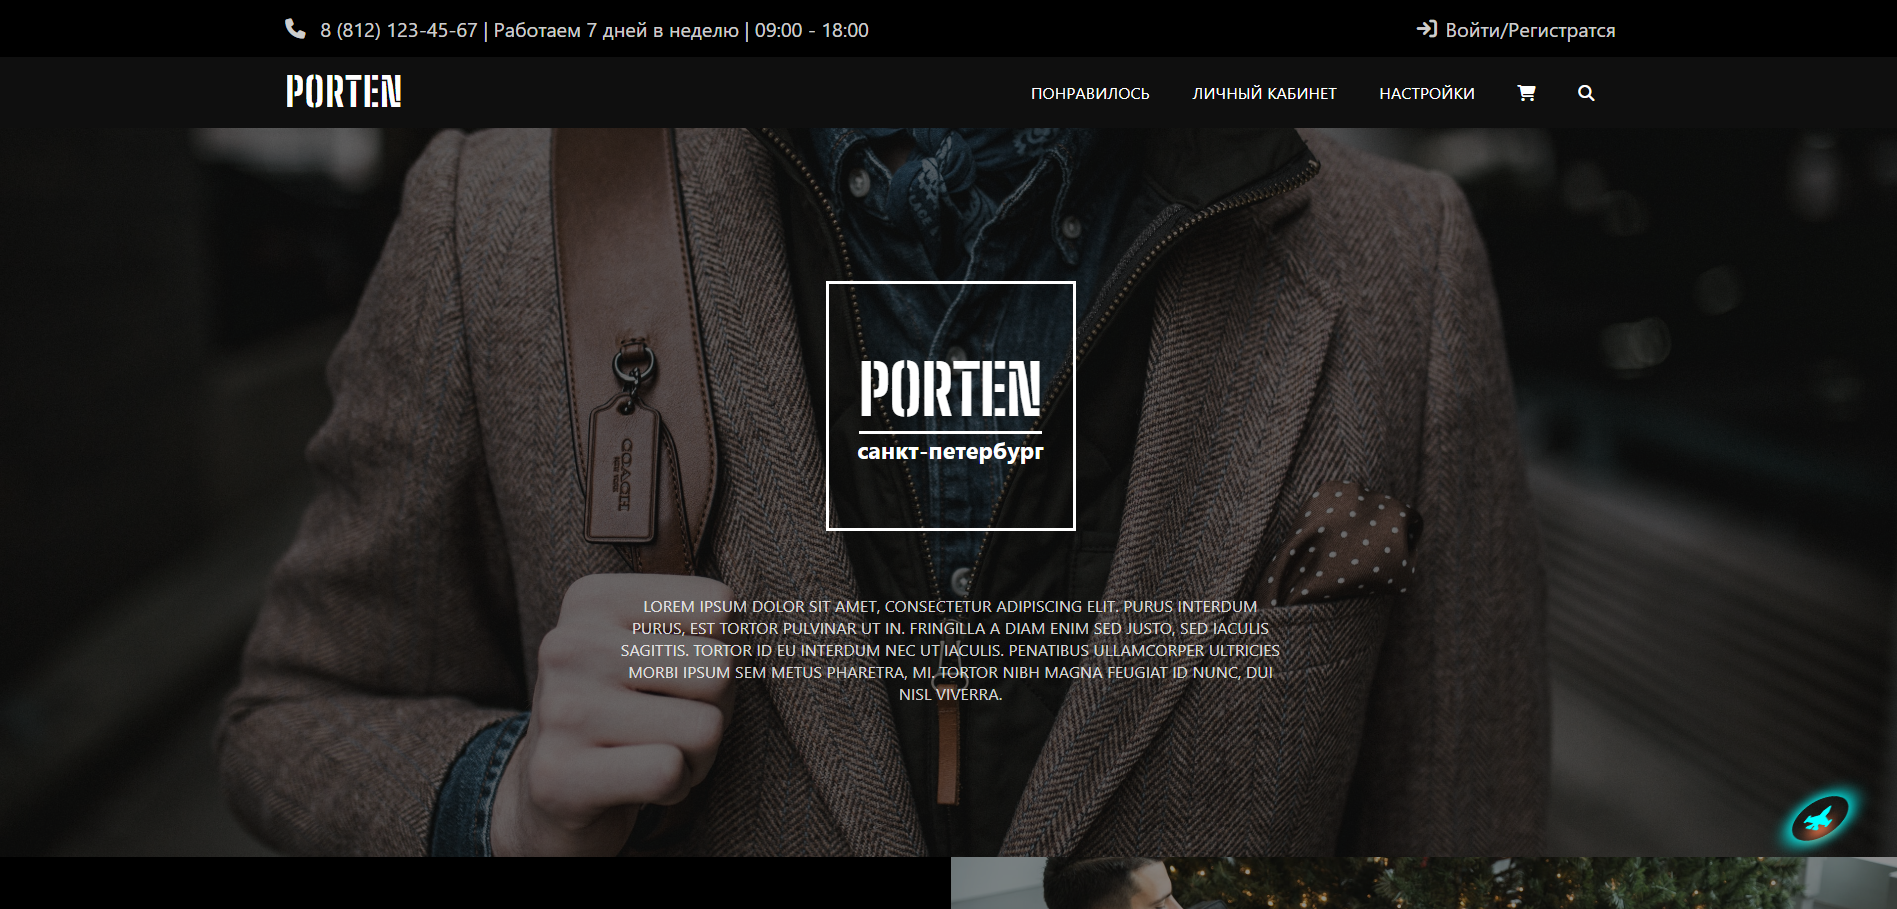 8 (812) 123-45-67 | Работаем 7 дней в неделю | 09:00 - 18:00
Войти/Регистратся
PORTEN
ПОНРАВИЛОСЬ
ЛИЧНЫЙ КАБИНЕТ
НАСТРОЙКИ
PORTEN
санкт-петербург
COACH
LOREM IPSUM DOLOR SIT AMET, CONSECTETUR ADIPISCING ELIT. PURUS INTERDUM
PURUS, EST TORTOR PULVINAR UT IN. FRINGILLA A DIAM ENIM SED JUSTO, SED IACULIS
SAGITTIS. TORTOR ID EU INTERDUM NEC UT IACULIS. PENATIBUS ULLAMCORPER ULTRICIES
MORBI IPSUM SEM METUS PHARETRA, MI. TORTOR NIBH MAGNA FEUGIAT ID NUNC, DUI
NISL VIVERRA.